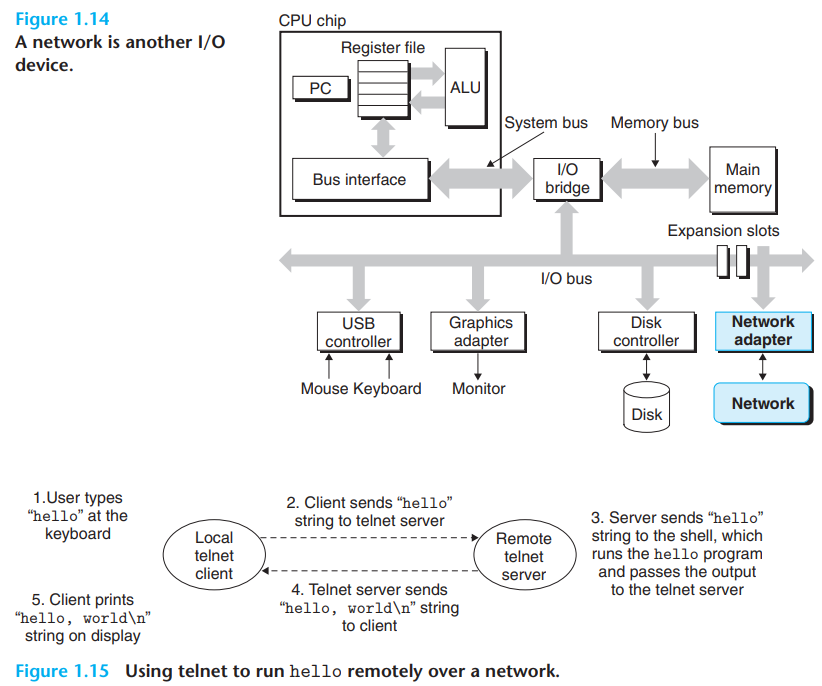 Figure 1.14
A network is another I/O
device.
CPU chip
Register file
PC
ALU
System bus
Memory bus
Bus interface
I/O
bridge
Main
memory
Expansion slots
I/O bus
USB
controller
Graphics
adapter
Disk
controller
Network
adapter
Mouse Keyboard
Monitor
Disk
Network
1.User types
“hello” at the
keyboard
2. Client sends “hello”
string to telnet server
3. Server sends “hello”
string to the shell, which
runs the hello program
and passes the output
to the telnet server
Local
telnet
client
Remote
telnet
server
4. Telnet server sends
“hello, world\n” string
to client
5. Client prints
“hello, world\n”
string on display
Figure 1.15 Using telnet to run hello remotely over a network.